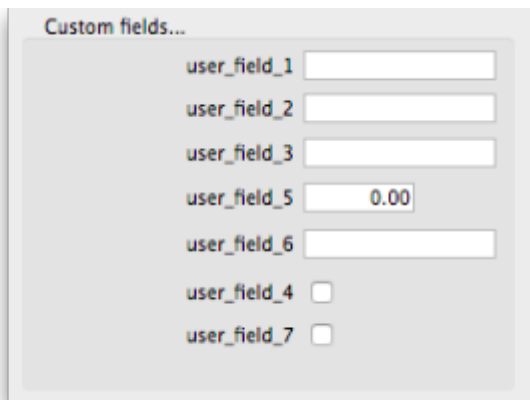 Custom fields...
user_field_1
user_field_2
user_field_3
user_field_5 0.00
user_field_6
user_field_4
user_field_7